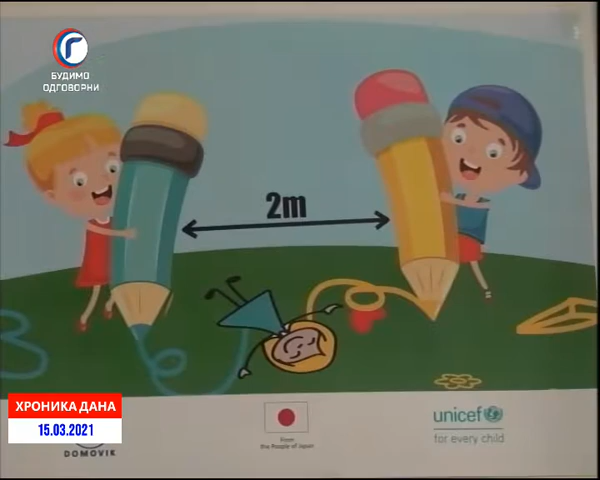 БУДИМО
ОДГОВОРНИ
2m
ХРОНИКА ДАНА
15.03.2021
DOMOVIK
From
the People of Japan
unicef
for every child